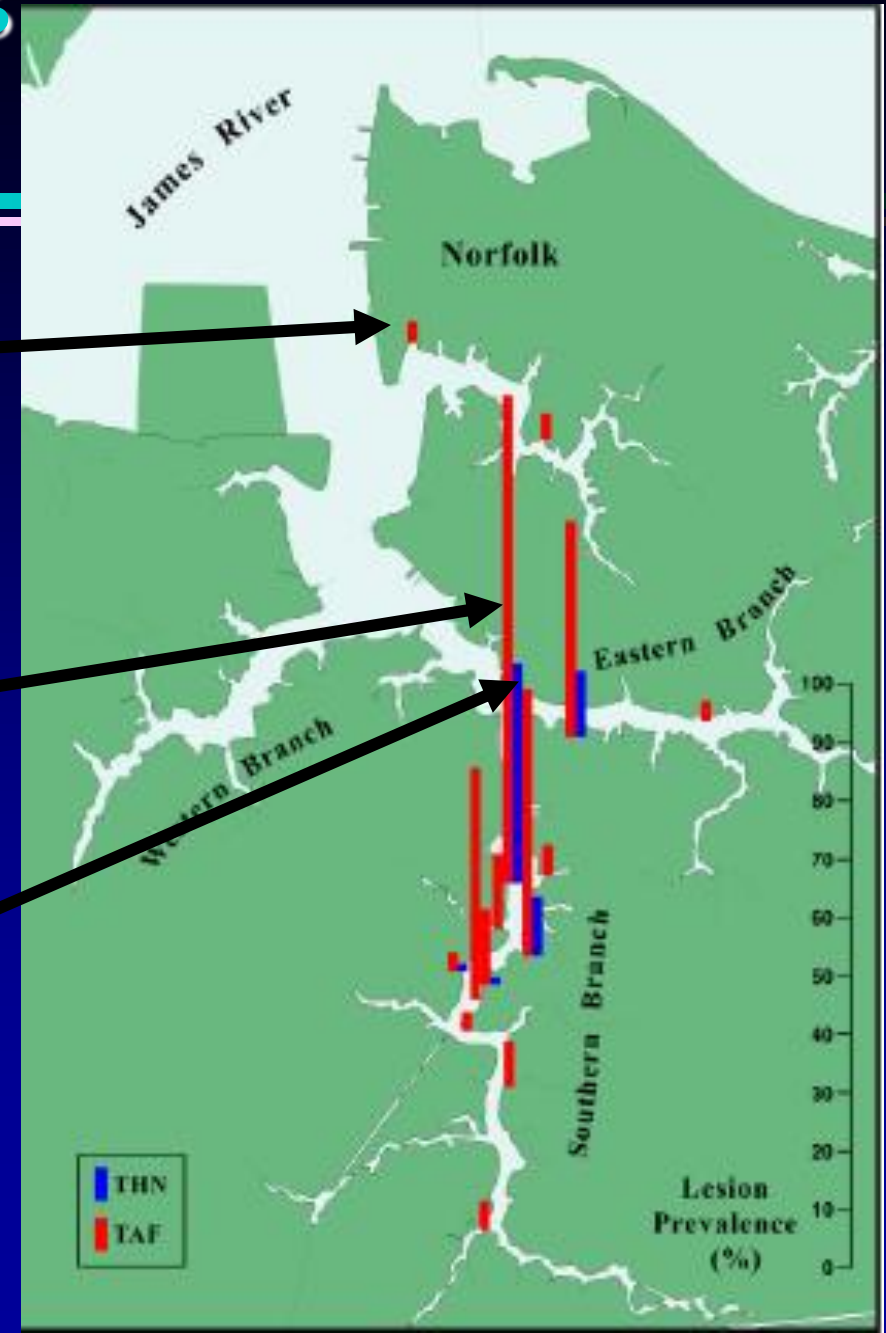 James River
Norfolk
Eastern Branch
Western Branch
Southern Branch
100
90
80
70
60
50
40
30
20
10
0
THN
TAF
Lesion
Prevalence
(%)